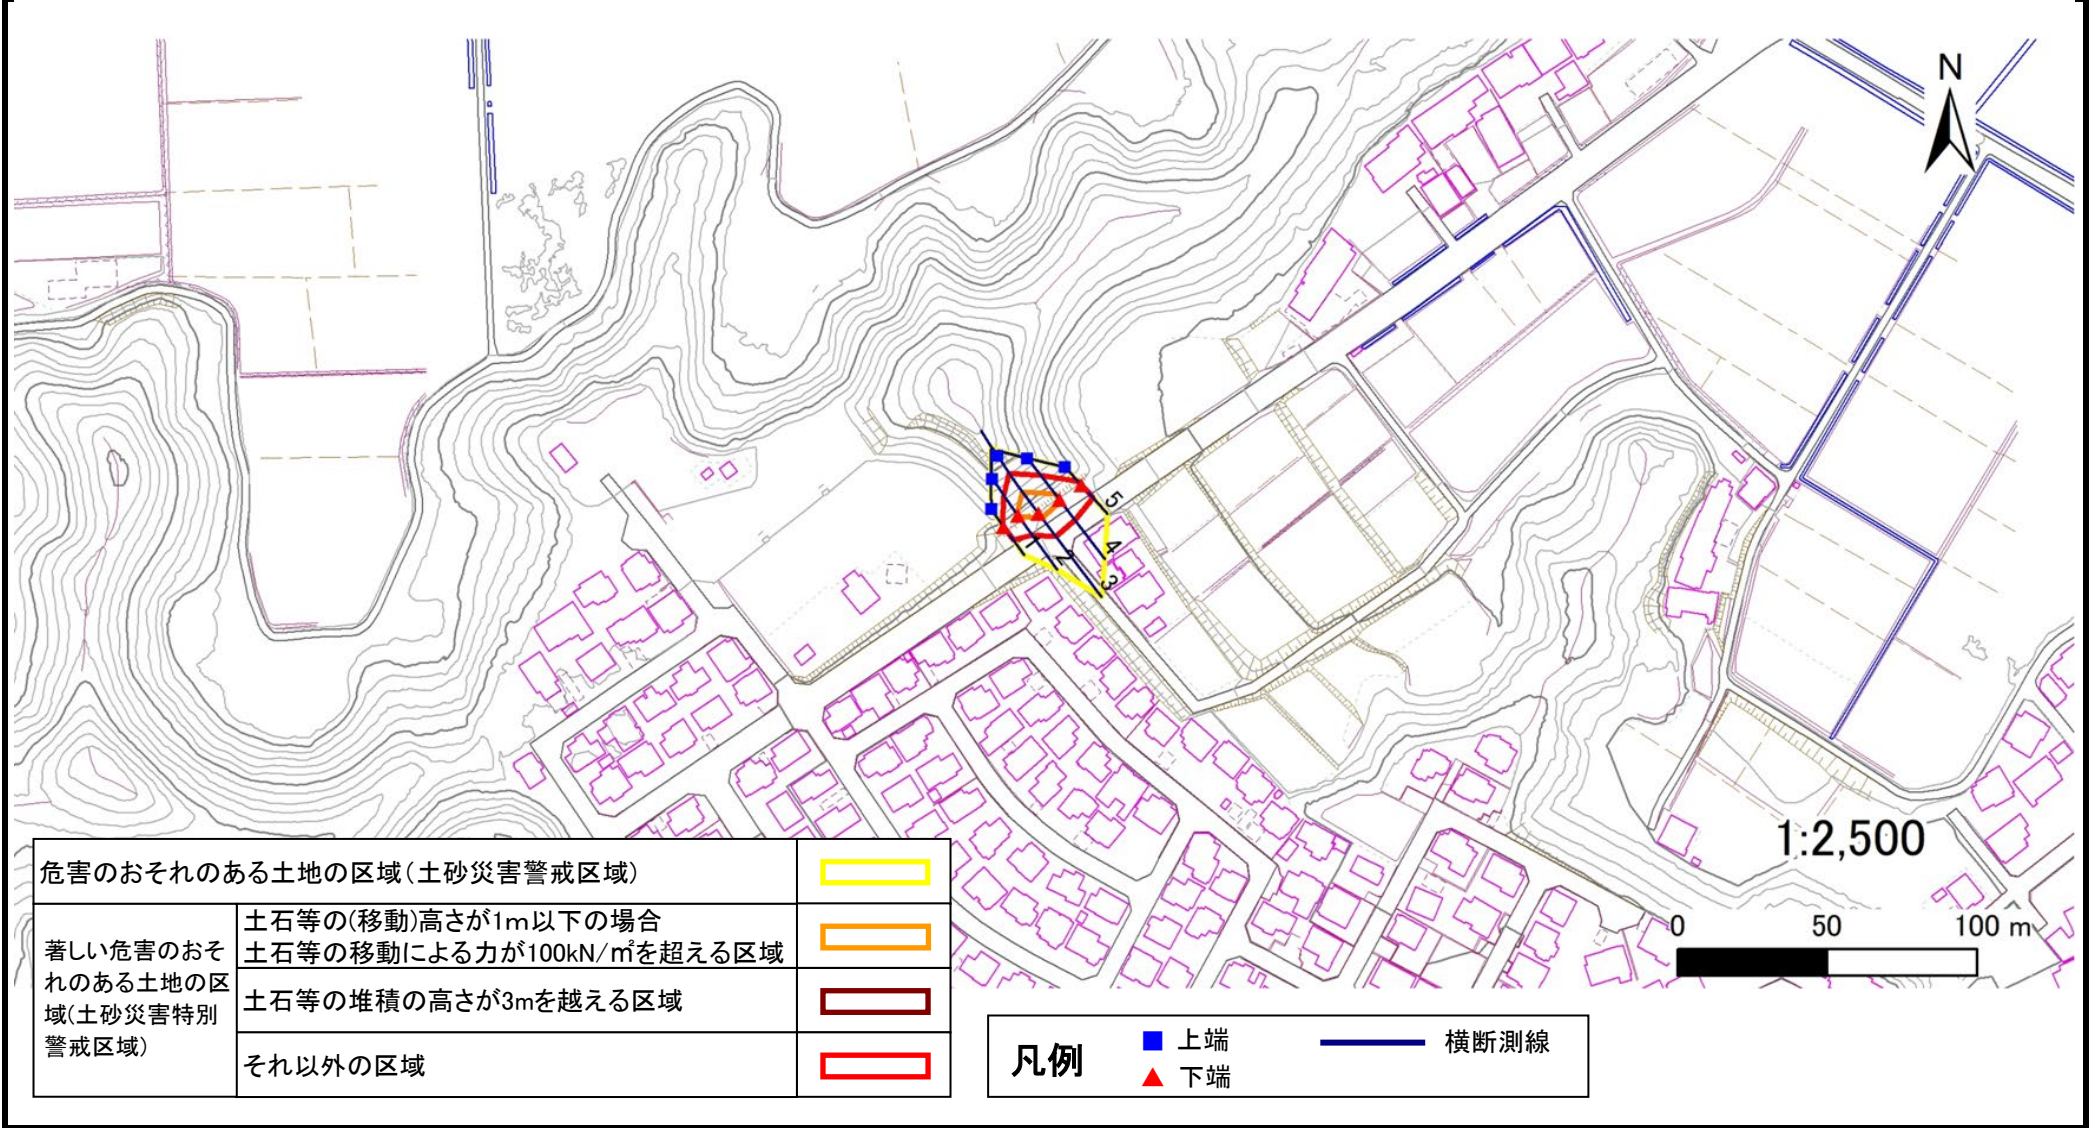 N
5
1
4
2
3
1:2,500
0 50 100 m
危害のおそれのある土地の区域(土砂災害警戒区域)
著しい危害のおそ
れのある土地の区
域(土砂災害特別
警戒区域)
土石等の(移動)高さが1m以下の場合
土石等の移動による力が100kN/㎡を超える区域
土石等の堆積の高さが3mを越える区域
それ以外の区域
凡例
上端
横断測線
下端